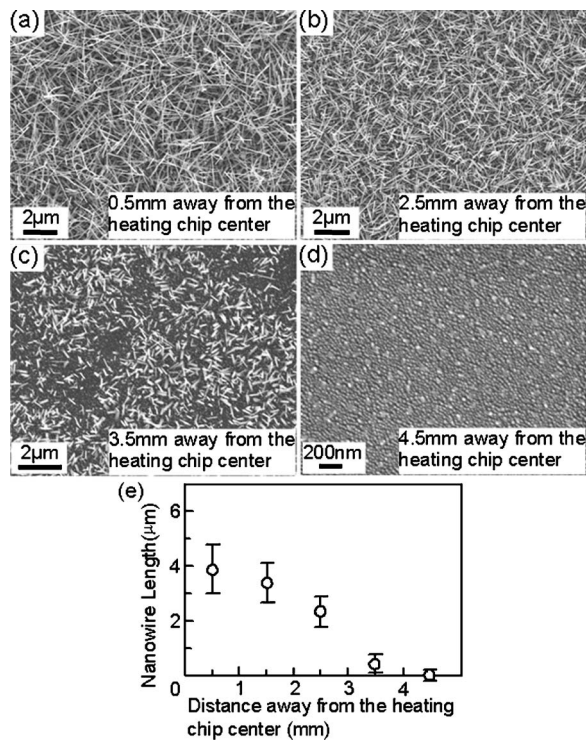 (a)
2μm
0.5mm away from the
heating chip center
(b)
2μm
2.5mm away from the
heating chip center
(c)
2μm
3.5mm away from the
heating chip center
(d)
200nm
4.5mm away from the
heating chip center
(e)
Nanowire Length(μm)
6
4
2
0
1
2
3
4
Distance away from the heating
chip center (mm)